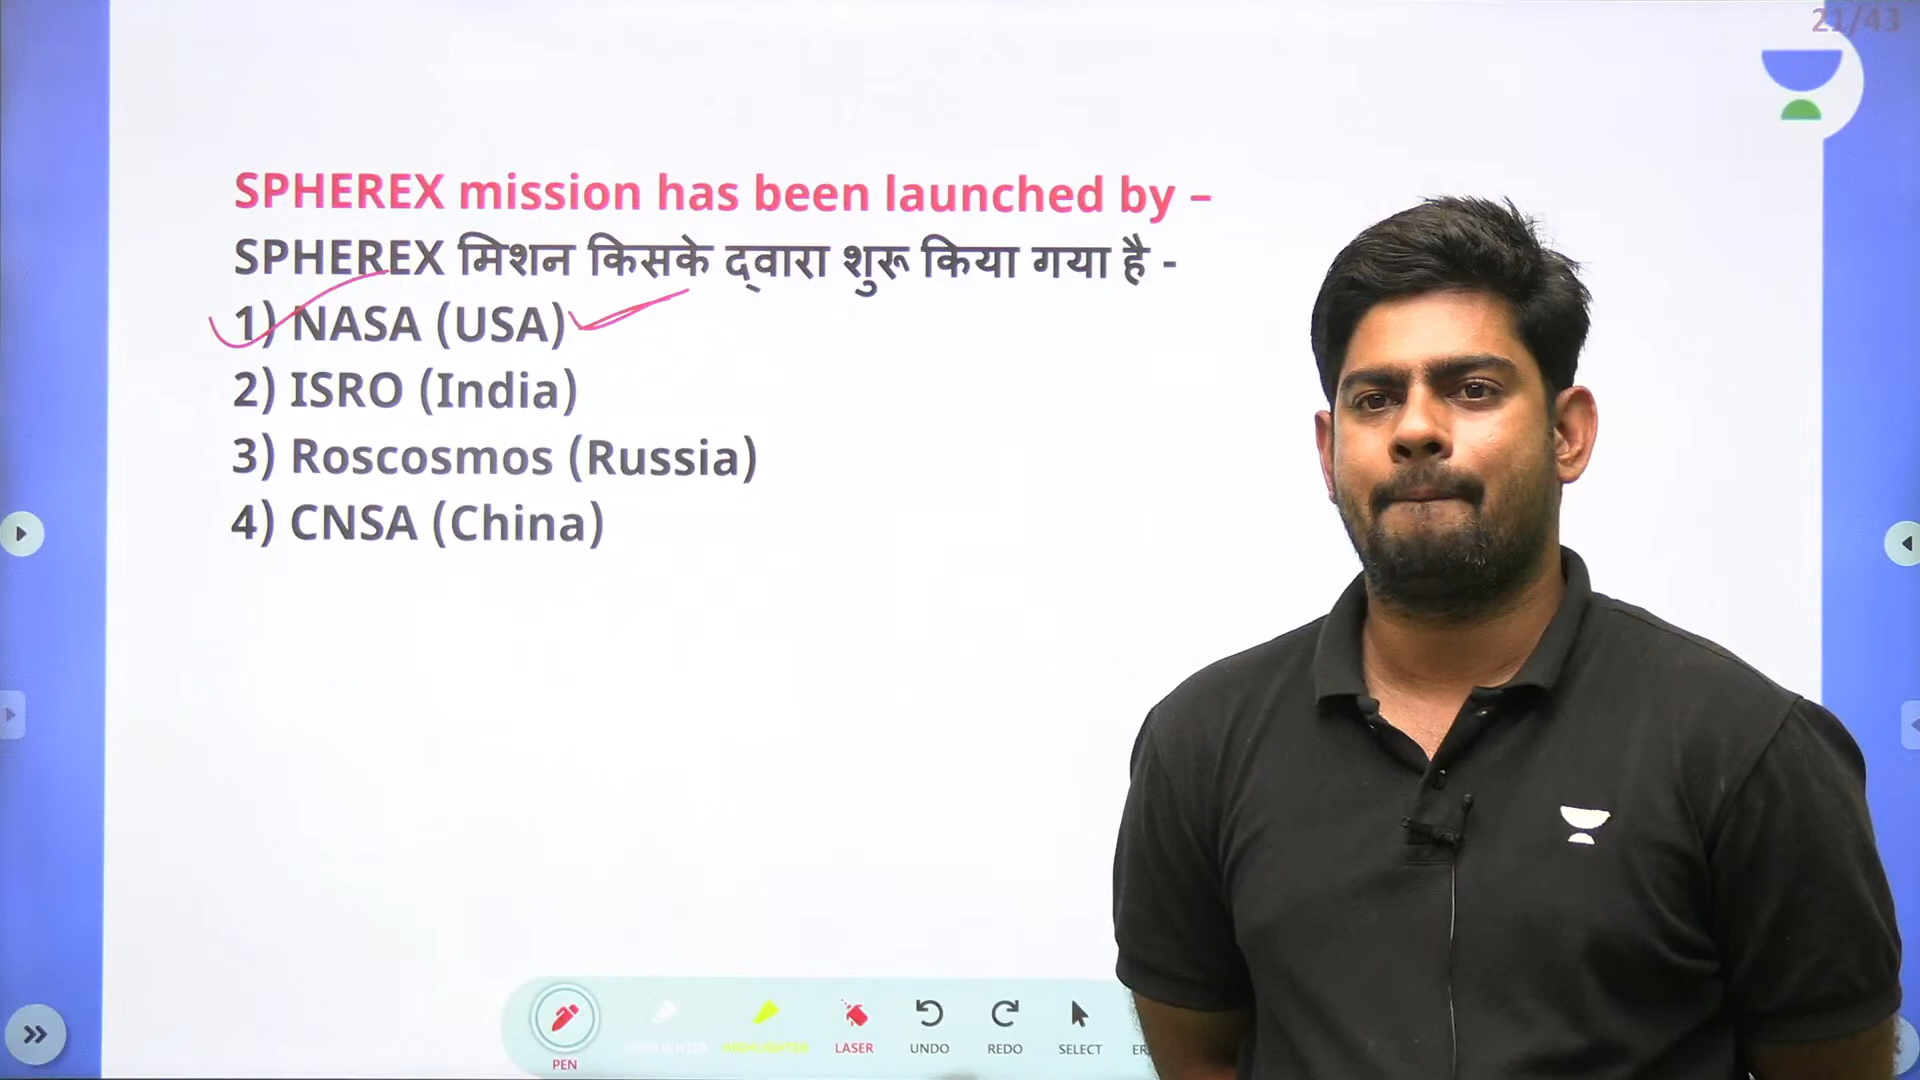 21/43
SPHEREX mission has been launched by –
SPHEREX मिशन किसके द्वारा शुरू किया गया है -
1) NASA (USA)
2) ISRO (India)
3) Roscosmos (Russia)
4) CNSA (China)
PEN
HIGHLIGHTER
LASER
UNDO
REDO
SELECT